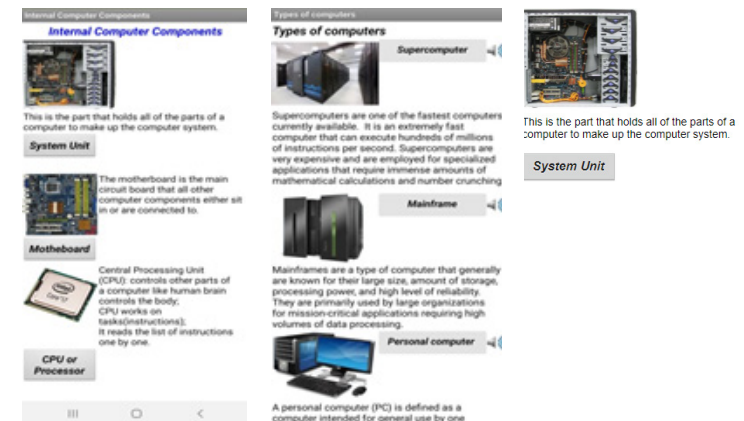 Internal Computer Components
Internal Computer Components
This is the part that holds all of the parts of a
computer to make up the computer system.
System Unit
The motherboard is the main
circuit board that all other
computer components either sit
in or are connected to.
Motheboard
Central Processing Unit
(CPU): controls other parts of
a computer like human brain
controls the body;
CPU works on
tasks(instructions);
It reads the list of instructions
one by one.
CPU or
Processor
Types of computers
Types of computers
Supercomputer
Supercomputers are one of the fastest computers
currently available. It is an extremely fast
computer that can execute hundreds of millions
of instructions per second. Supercomputers are
very expensive and are employed for specialized
applications that require immense amounts of
mathematical calculations and number crunching
Mainframe
Mainframes are a type of computer that generally
are known for their large size, amount of storage,
processing power, and high level of reliability.
They are primarily used by large organizations
for mission-critical applications requiring high
volumes of data processing.
Personal computer
A personal computer (PC) is defined as a
computer intended for general use by one
This is the part that holds all of the parts of a
computer to make up the computer system.
System Unit